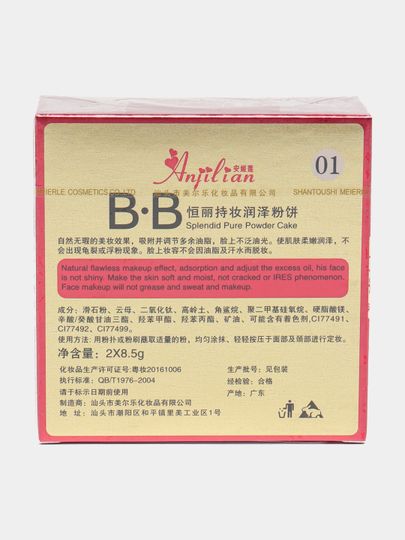 Anjilian
安娅莲
01
MEIERLE COSMETICS CO LTD 汕头市美尔乐化妆品有限公司 SHANTOUSHI MEIERLE
B·B 恒丽持妆润泽粉饼
Splendid Pure Powder Cake
自然无瑕的美妆效果，吸附并调节多余油脂，脸上不泛油光。使肌肤柔嫩润泽，不
会出现龟裂或浮粉现象。脸上妆容不会因油脂及汗水而脱妆。
Natural flawless makeup effect, adsorption and adjust the excess oil, his face
is not shiny. Make the skin soft and moist, not cracked or IRES phenomenon.
Face makeup will not grease and sweat and makeup.
成分：滑石粉、云母、二氧化钛、高岭土、角鲨烷、聚二甲基硅氧烷、硬脂酸镁、
辛酸/癸酸甘油三酯、羟苯甲酯、羟苯丙酯、矿油，可能含有着色剂,CI77491、
CI77492、CI77499。
使用方法：用粉扑或粉刷蘸取适量的粉，均匀涂抹、轻轻按压于面部及颈部进行定妆。
净含量：2X8.5g
化妆品生产许可证号:粤妆20161006
执行标准：QB/T1976-2004
请于标示日期前使用
制造商：汕头市美尔乐化妆品有限公司
地 址：汕头市潮阳区和平镇里美工业区1号
生产批号：见包装
经检验：合格
产地：广东